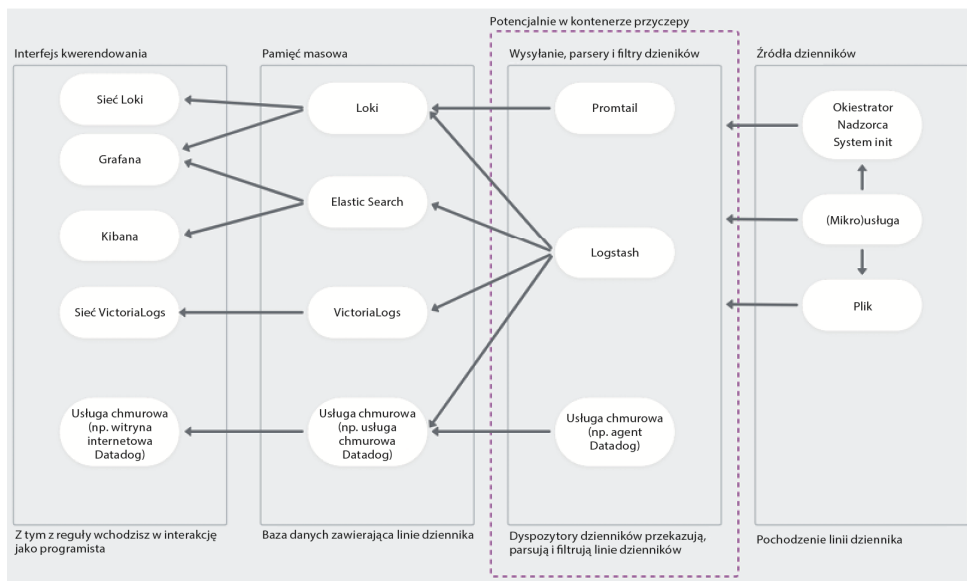 Potencjalnie w kontenerze przyczepy
Interfejs kwerendowania
Pamięć masowa
Wysyłanie, parsery i filtry dzieników
Źródła dzienników
Sieć Loki
Grafana
Kibana
Sieć VictoriaLogs
Usługa chmurowa
(np. witryna
internetowa
Datadog)
Loki
Elastic Search
VictoriaLogs
Usługa chmurowa
(np. usługa
chmurowa
Datadog)
Promtail
Logstash
Usługa chmurowa
(np. agent
Datadog)
Okiestrator
Nadzorca
System init
(Mikro)usługa
Plik
Z tym z reguły wchodzisz w interakcję
jako programista
Baza danych zawierająca linie dziennika
Dyspozytory dzienników przekazują,
parsują i filtrują linie dzienników
Pochodzenie linii dziennika